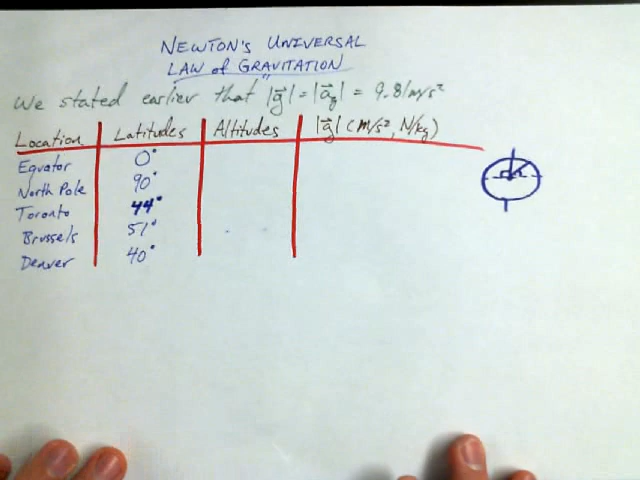 NEWTON'S UNIVERSAL
LAW of GRAVITATION
We stated earlier that |g⃗| = |a⃗g| = 9.81m/s²
Location Latitudes Altitudes |g⃗| (m/s², N/kg)
Equator 0°
North Pole 90°
Toronto 44°
Brussels 51°
Denver 40°